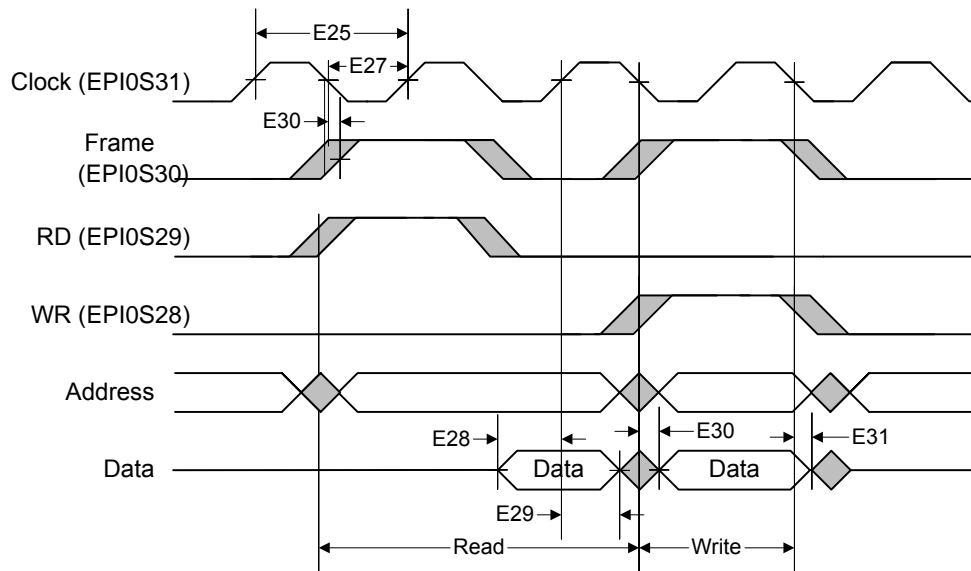 E25
Clock (EPI0S31)
E27
E30
Frame
(EPI0S30)
RD (EPI0S29)
WR (EPI0S28)
Address
E28
E30
E31
Data
Data
Data
E29
Read
Write